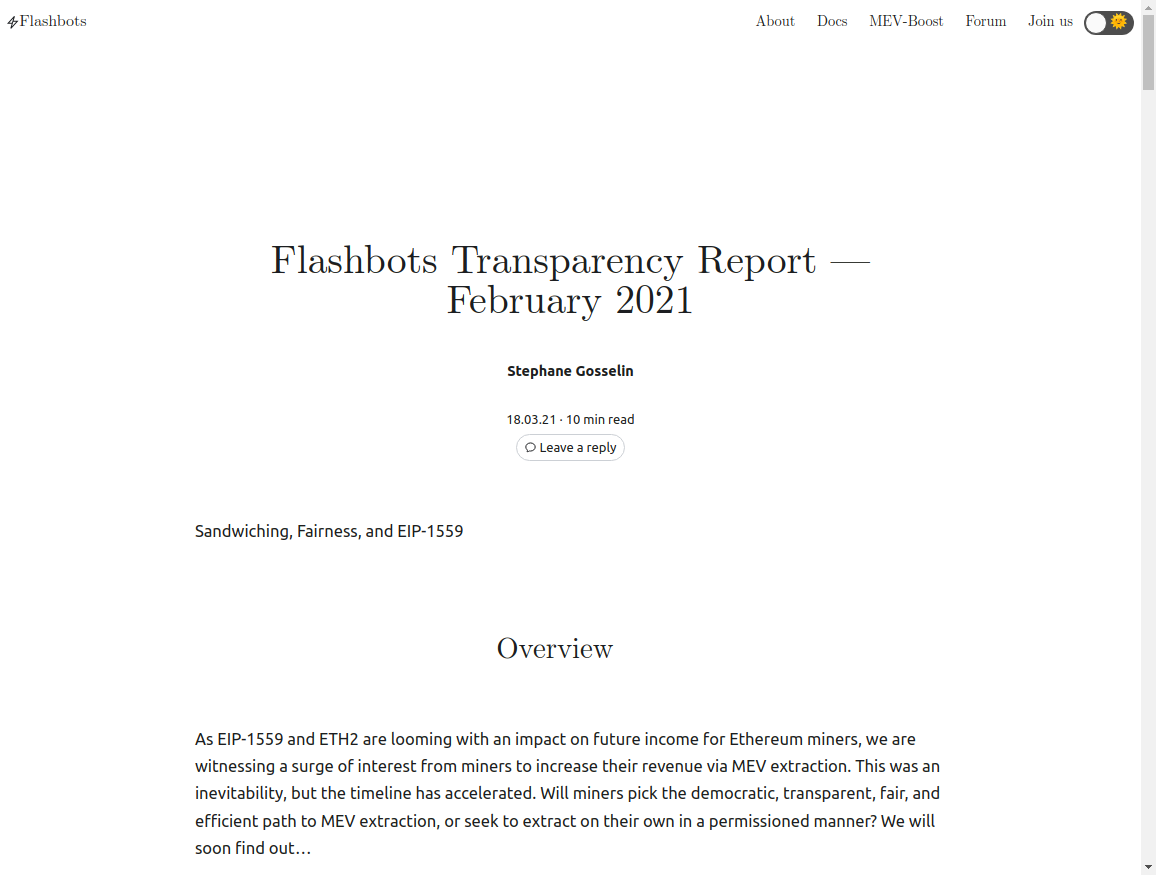 Flashbots
About Docs MEV-Boost Forum Join us
Flashbots Transparency Report —
February 2021
Stephane Gosselin
18.03.21 · 10 min read
Leave a reply
Sandwiching, Fairness, and EIP-1559
Overview
As EIP-1559 and ETH2 are looming with an impact on future income for Ethereum miners, we are
witnessing a surge of interest from miners to increase their revenue via MEV extraction. This was an
inevitability, but the timeline has accelerated. Will miners pick the democratic, transparent, fair, and
efficient path to MEV extraction, or seek to extract on their own in a permissioned manner? We will
soon find out…